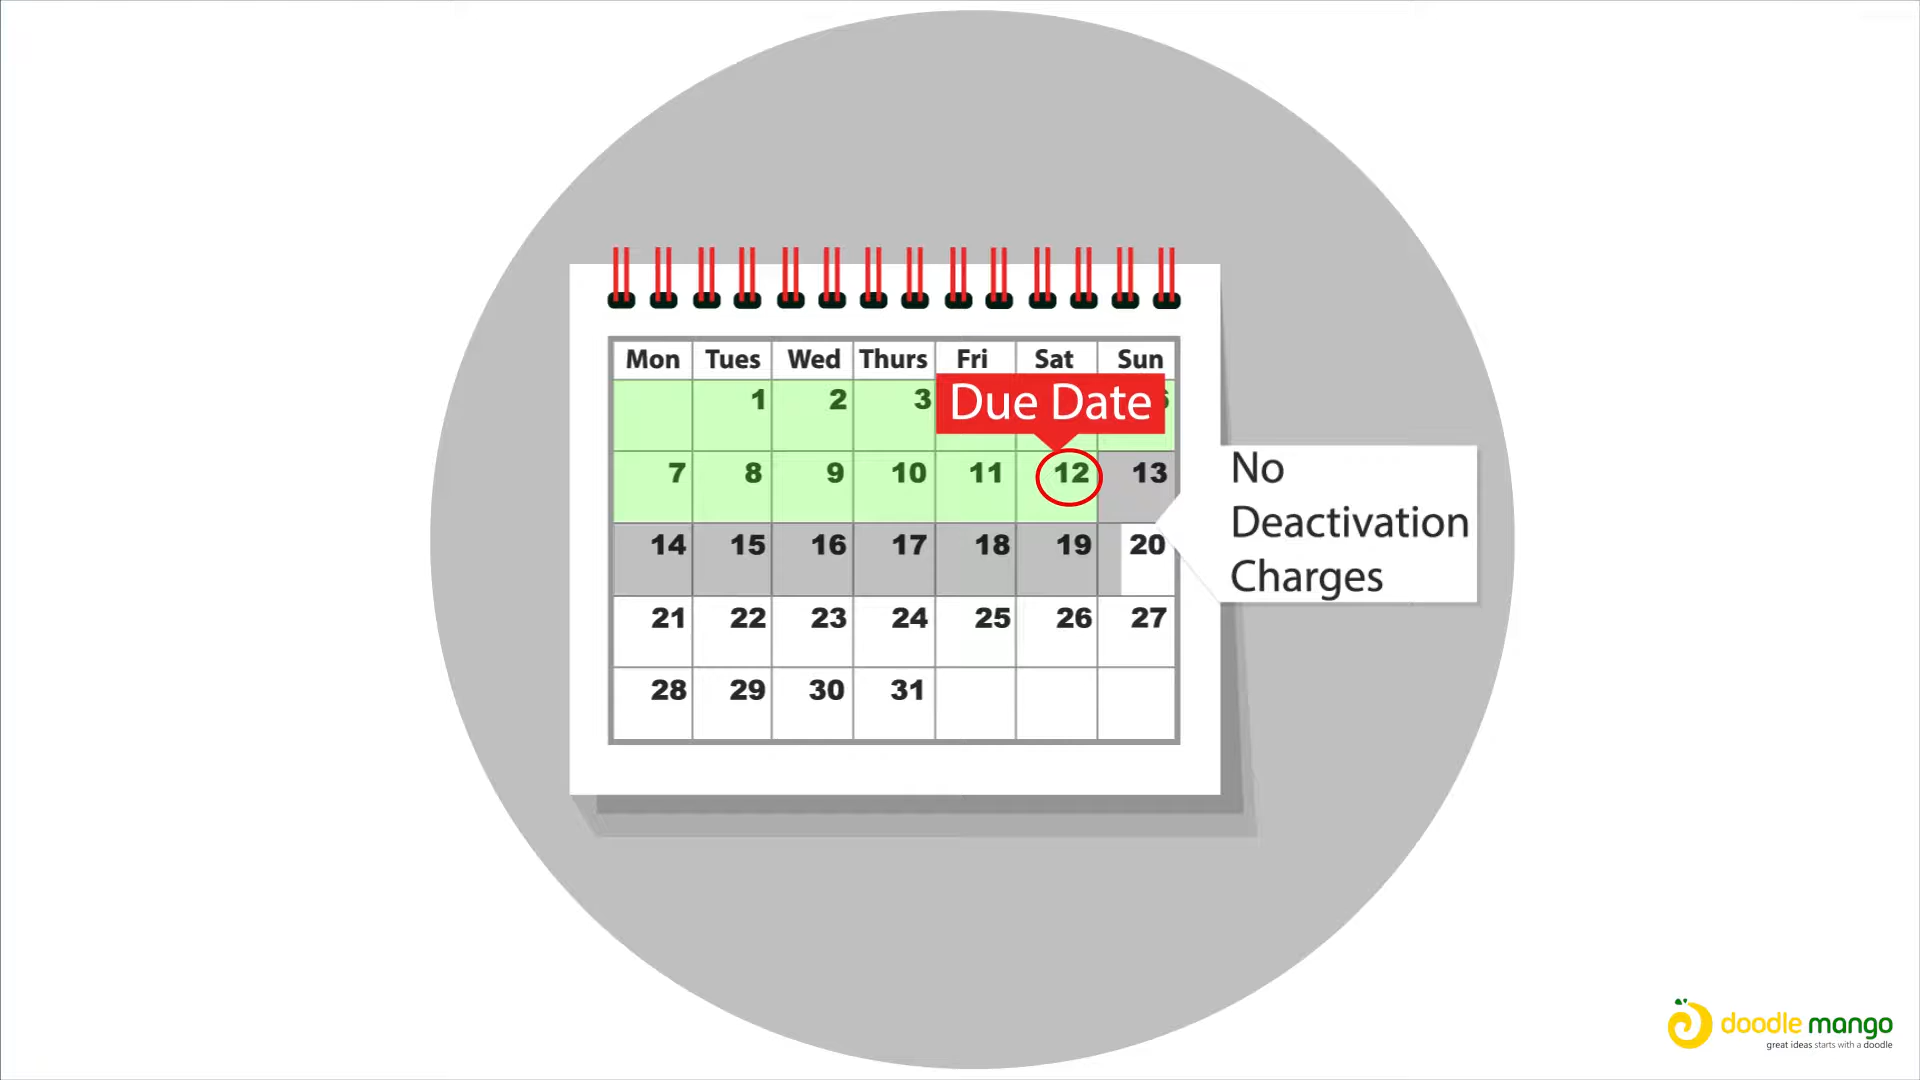 Mon Tues Wed Thurs Fri Sat Sun
1 2 3
Due Date
7 8 9 10 11 12 13
No
Deactivation
Charges
14 15 16 17 18 19 20
21 22 23 24 25 26 27
28 29 30 31
doodle mango
great ideas starts with a doodle